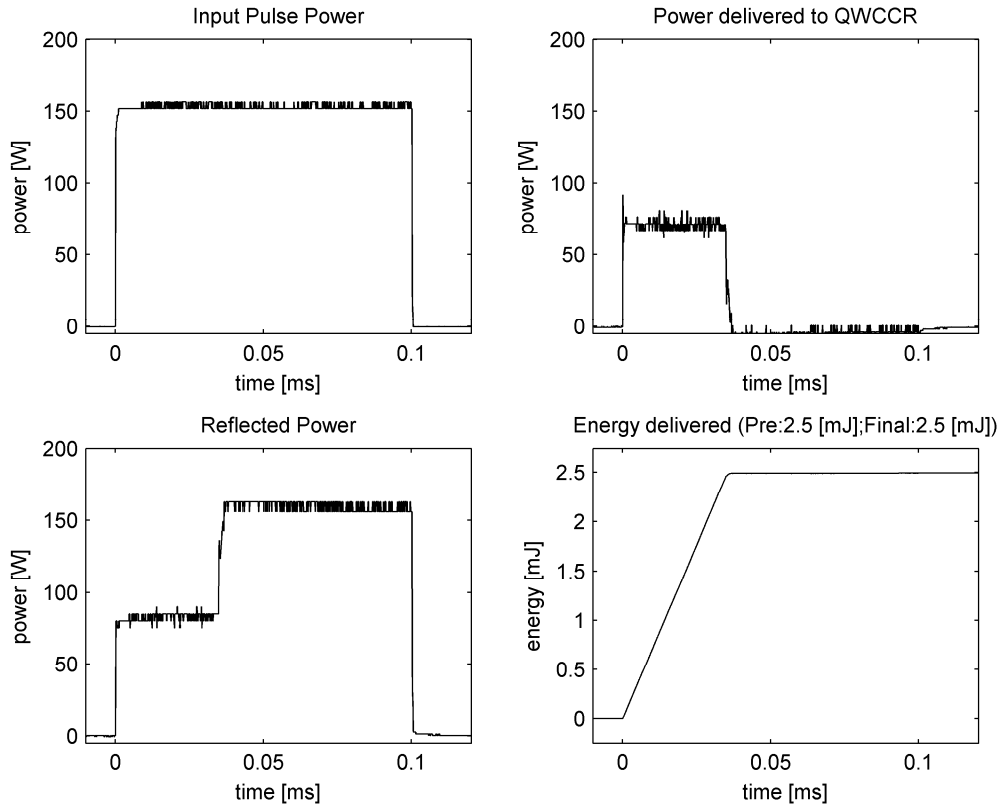 Input Pulse Power
200
150
100
50
0
power [W]
0
0.05
0.1
time [ms]
Power delivered to QWCCR
200
150
100
50
0
power [W]
0
0.05
0.1
time [ms]
Reflected Power
200
150
100
50
0
power [W]
0
0.05
0.1
time [ms]
Energy delivered (Pre:2.5 [mJ];Final:2.5 [mJ])
2.5
2
1.5
1
0.5
0
energy [mJ]
0
0.05
0.1
time [ms]